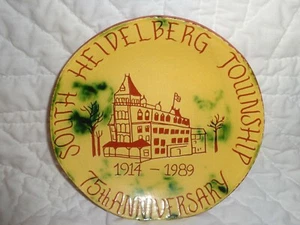 SOUTH HEIDELBERG TOWNSHIP
1914 - 1989
75th ANNIVERSARY